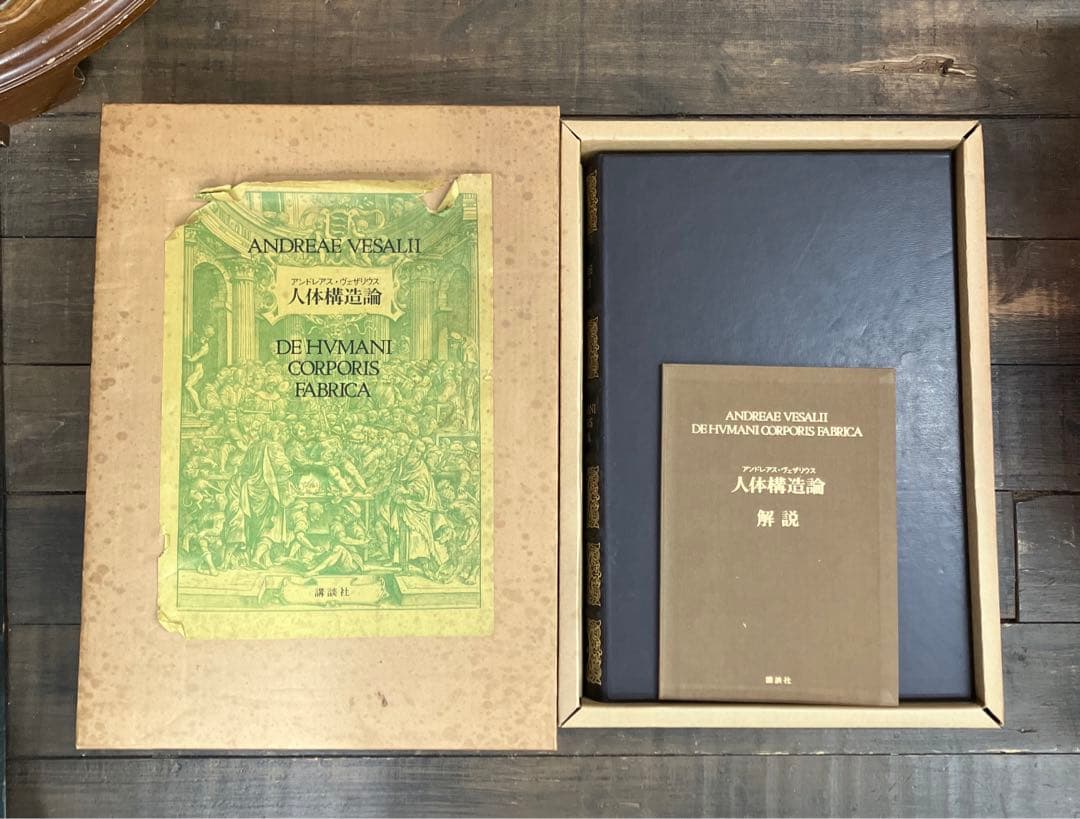 ANDREAE VESALII
アンドレアス・ヴェザリウス
人体構造論
DE HVMANI
CORPORIS
FABRICA
講談社
ANDREAE VESALII
DE HVMANI CORPORIS FABRICA
アンドレアス・ヴェザリウス
人体構造論
解説
講談社